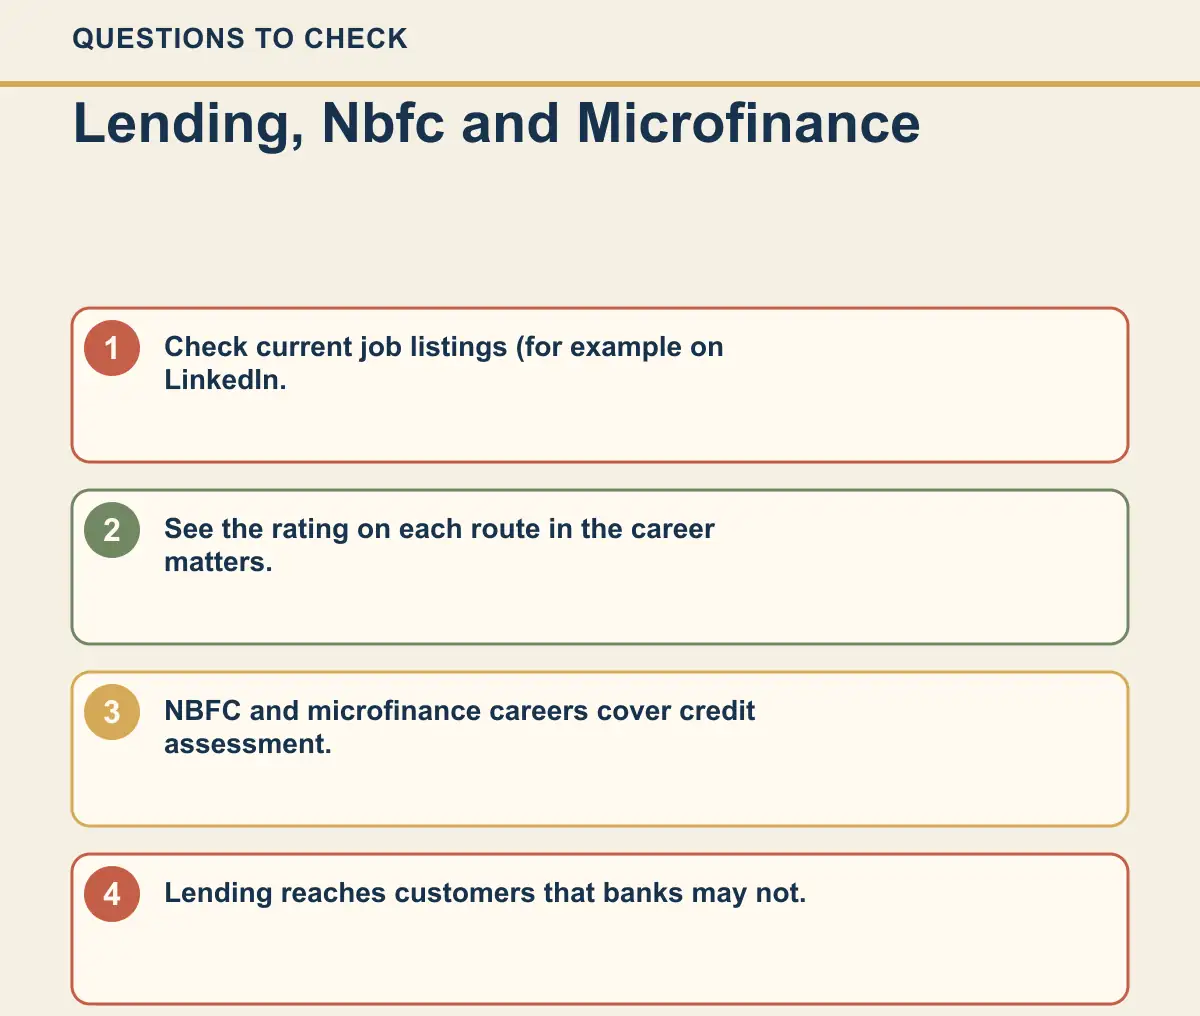 QUESTIONS TO CHECK
Lending, Nbfc and Microfinance
1
Check current job listings (for example on
LinkedIn.
2
See the rating on each route in the career
matters.
3
NBFC and microfinance careers cover credit
assessment.
4
Lending reaches customers that banks may not.